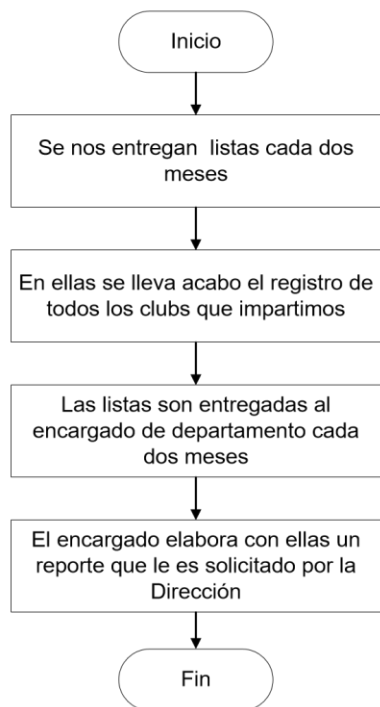 Inicio
Se nos entregan listas cada dos
meses
En ellas se lleva acabo el registro de
todos los clubs que impartimos
Las listas son entregadas al
encargado de departamento cada
dos meses
El encargado elabora con ellas un
reporte que le es solicitado por la
Dirección
Fin